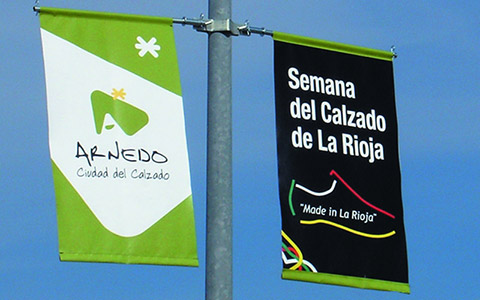 ARNEDO
Ciudad del Calzado
Semana
del Calzado
de La Rioja
"Made in La Rioja"